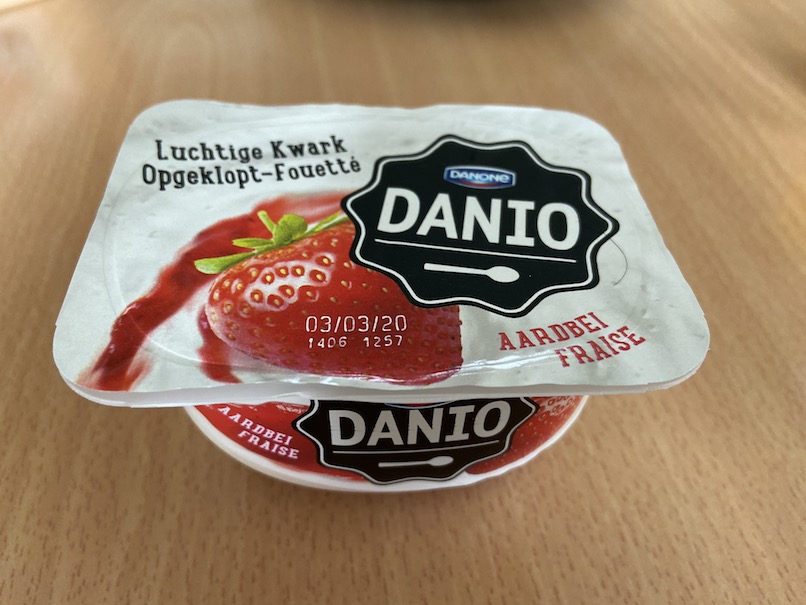 Luchtige Kwark
Opgeklopt-Fouetté
DANONE
DANIO
03/03/20
1406 1257
AARDBEI
FRAISE
AARDBEI
FRAISE
DANIO